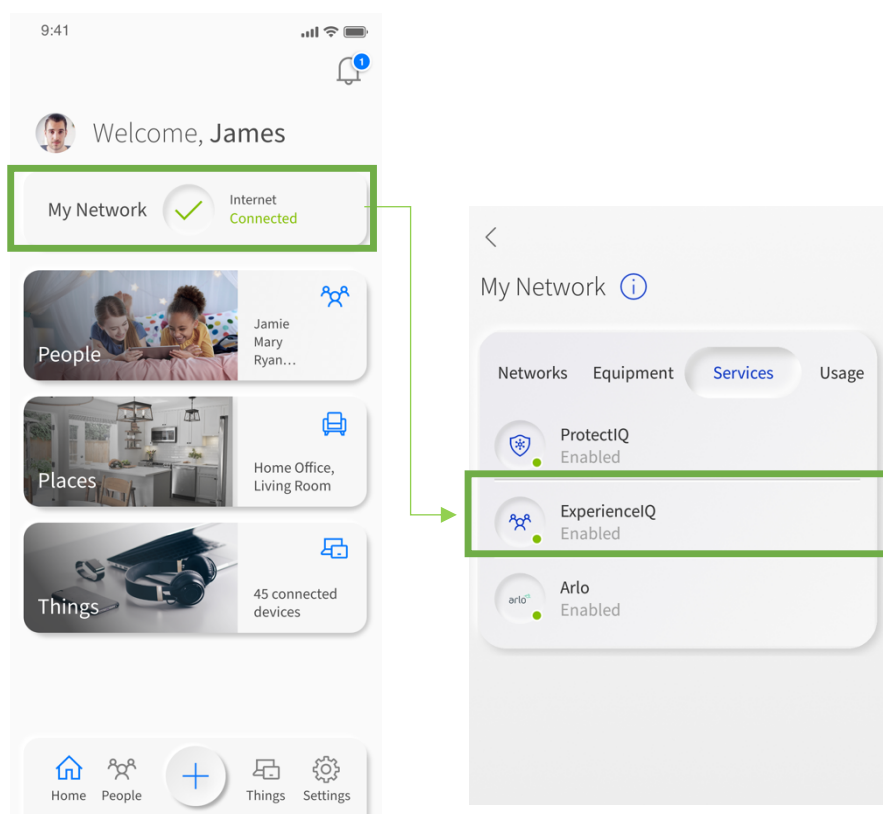 9:41
1
Welcome, James
My Network
Internet
Connected
People
Jamie
Mary
Ryan...
Places
Home Office,
Living Room
Things
45 connected
devices
Home People Things Settings
My Network i
Networks Equipment Services Usage
ProtectIQ
Enabled
ExperienceIQ
Enabled
arlo
Arlo
Enabled